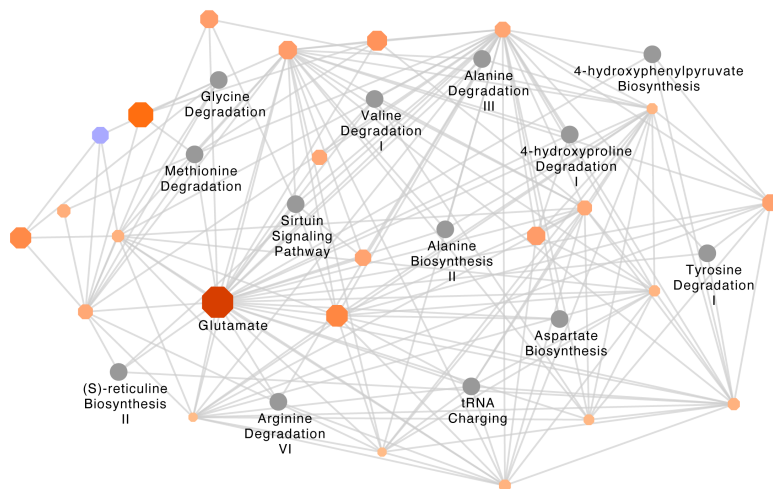 Glycine
Degradation
Valine
Degradation
I
Alanine
Degradation
III
4-hydroxyphenylpyruvate
Biosynthesis
Methionine
Degradation
4-hydroxyproline
Degradation
I
Sirtuin
Signaling
Pathway
Alanine
Biosynthesis
II
Tyrosine
Degradation
I
Glutamate
Aspartate
Biosynthesis
(S)-reticuline
Biosynthesis
II
Arginine
Degradation
VI
tRNA
Charging